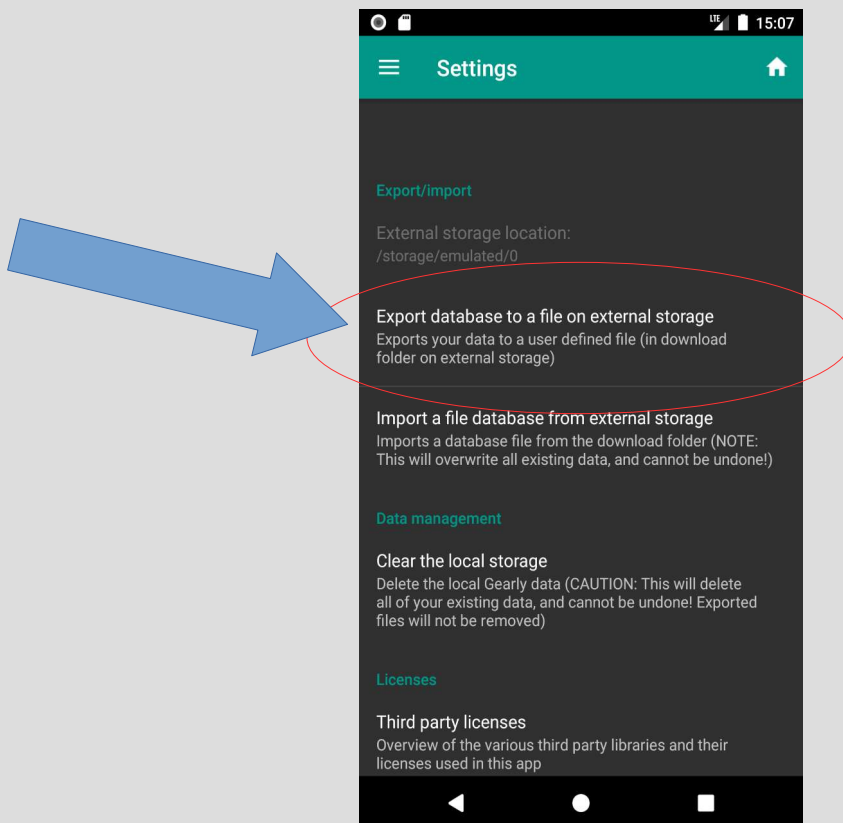 LTE 15:07
Settings
Export/import
External storage location:
/storage/emulated/0
Export database to a file on external storage
Exports your data to a user defined file (in download
folder on external storage)
Import a file database from external storage
Imports a database file from the download folder (NOTE:
This will overwrite all existing data, and cannot be undone!)
Data management
Clear the local storage
Delete the local Gearly data (CAUTION: This will delete
all of your existing data, and cannot be undone! Exported
files will not be removed)
Licenses
Third party licenses
Overview of the various third party libraries and their
licenses used in this app